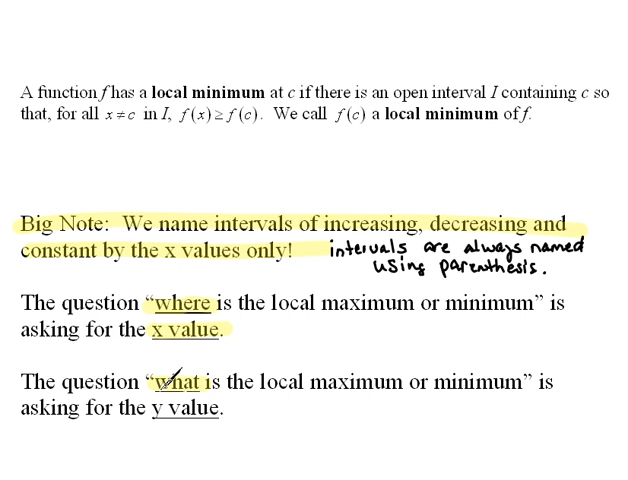 A function f has a local minimum at c if there is an open interval I containing c so
that, for all x ≠ c in I, f(x) ≥ f(c). We call f(c) a local minimum of f.
Big Note: We name intervals of increasing, decreasing and
constant by the x values only! intervals are always named
using parenthesis.
The question “where is the local maximum or minimum” is
asking for the x value.
The question “what is the local maximum or minimum” is
asking for the y value.